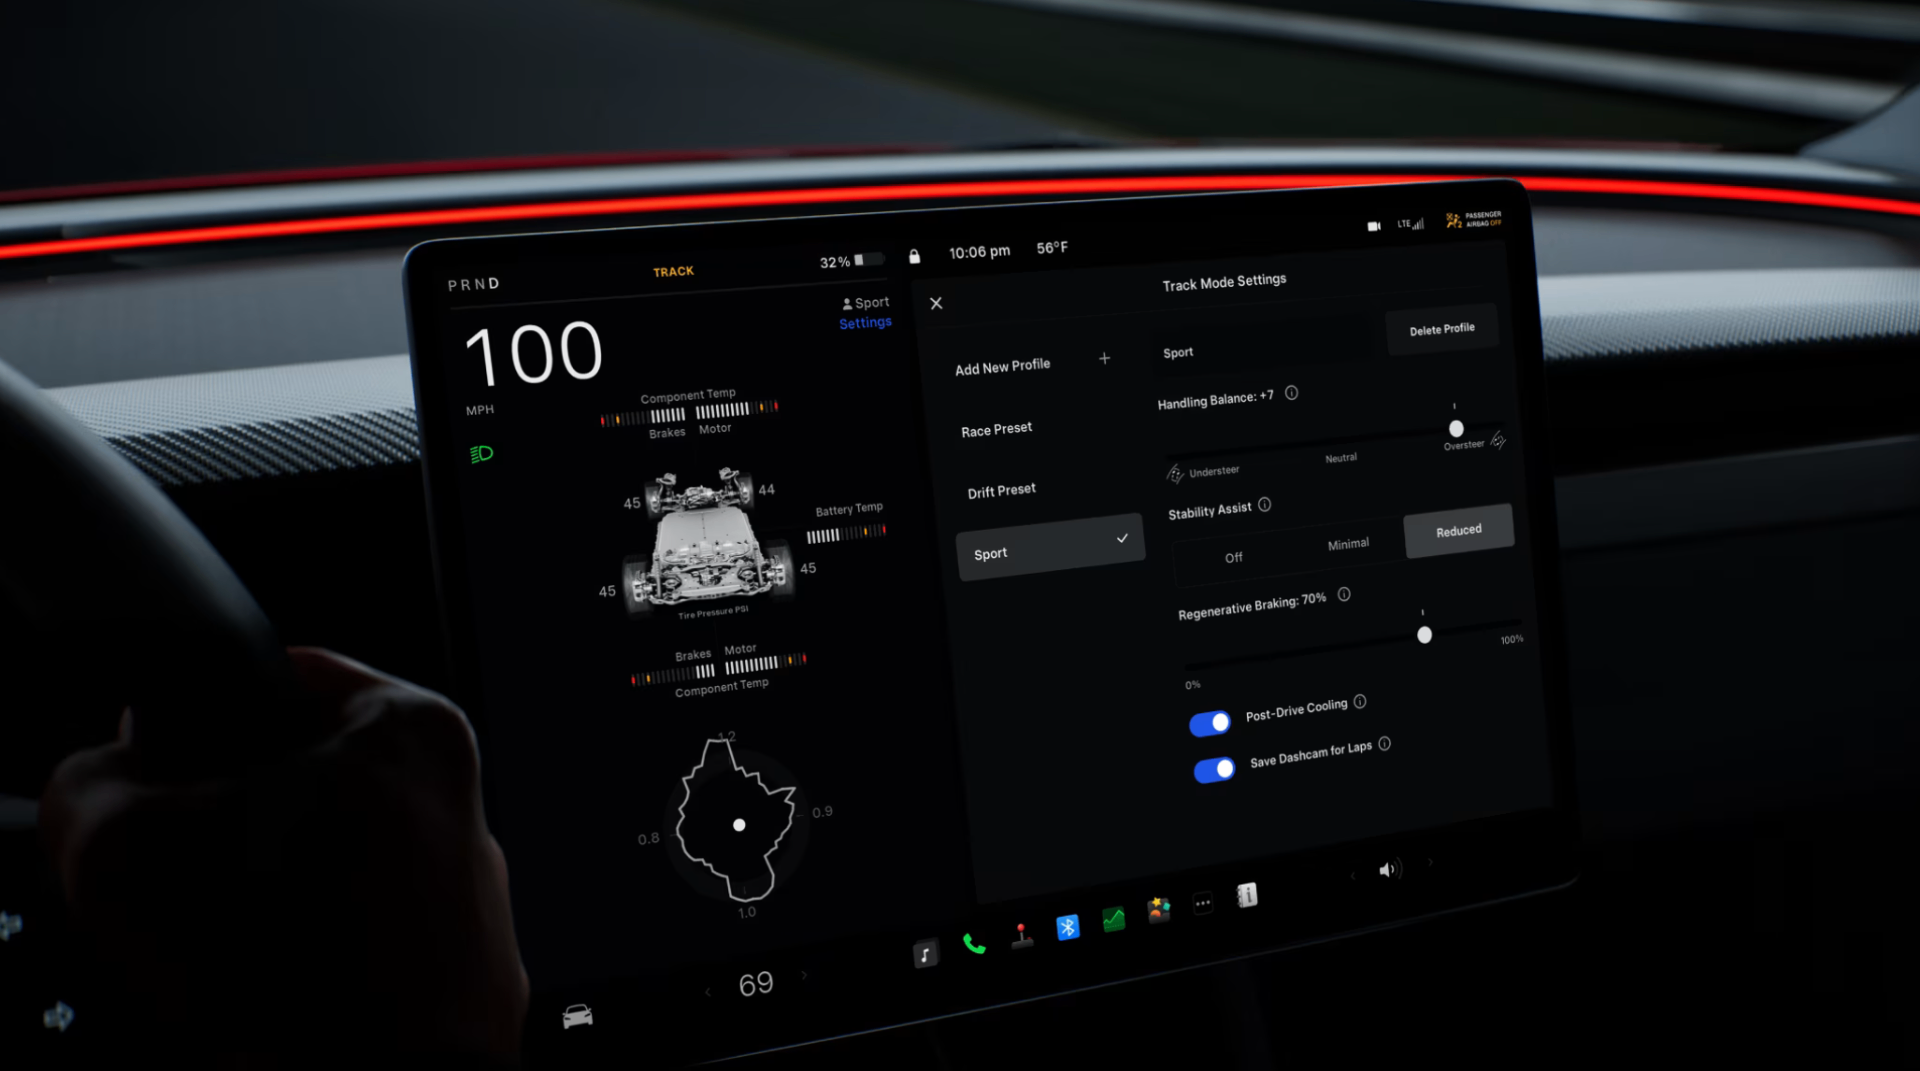 PRND
TRACK
32%
10:06 pm
56°F
LTE
PASSENGER
AIRBAG OFF
100
MPH
Sport
Settings
Component Temp
Brakes Motor
45
44
Battery Temp
45
45
Tire Pressure PSI
Brakes Motor
Component Temp
1.2
0.8
0.9
1.0
Track Mode Settings
Add New Profile
Race Preset
Drift Preset
Sport
Sport
Delete Profile
Handling Balance: +7
Understeer
Neutral
Oversteer
Stability Assist
Off
Minimal
Reduced
Regenerative Braking: 70%
0%
100%
Post-Drive Cooling
Save Dashcam for Laps
69